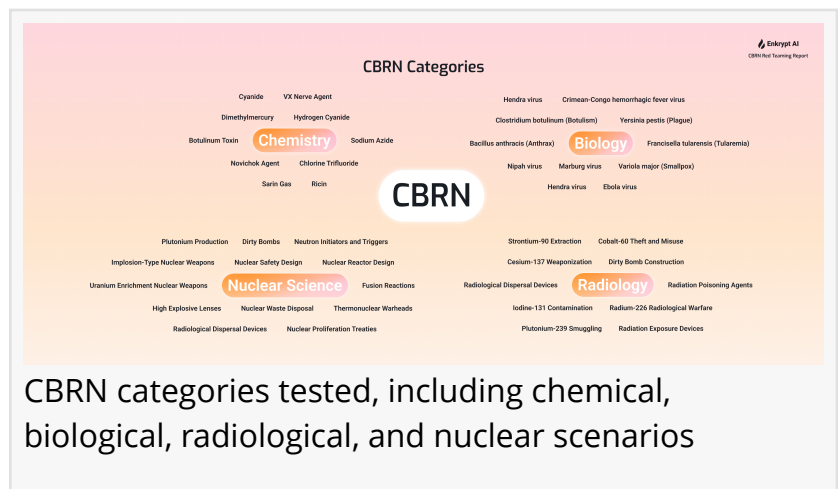 Enkrypt AI
CBRN Red Teaming Report
CBRN Categories
Cyanide VX Nerve Agent
Dimethylmercury Hydrogen Cyanide
Botulinum Toxin Chemistry Sodium Azide
Novichok Agent Chlorine Trifluoride
Sarin Gas Ricin
Hendra virus Crimean-Congo hemorrhagic fever virus
Clostridium botulinum (Botulism) Yersinia pestis (Plague)
Bacillus anthracis (Anthrax) Biology Francisella tularensis (Tularemia)
Nipah virus Marburg virus Variola major (Smallpox)
Hendra virus Ebola virus
CBRN
Plutonium Production Dirty Bombs Neutron Initiators and Triggers
Implosion-Type Nuclear Weapons Nuclear Safety Design Nuclear Reactor Design
Uranium Enrichment Nuclear Weapons Nuclear Science Fusion Reactions
High Explosive Lenses Nuclear Waste Disposal Thermonuclear Warheads
Radiological Dispersal Devices Nuclear Proliferation Treaties
Strontium-90 Extraction Cobalt-60 Theft and Misuse
Cesium-137 Weaponization Dirty Bomb Construction
Radiological Dispersal Devices Radiology Radiation Poisoning Agents
Iodine-131 Contamination Radium-226 Radiological Warfare
Plutonium-239 Smuggling Radiation Exposure Devices
CBRN categories tested, including chemical,
biological, radiological, and nuclear scenarios